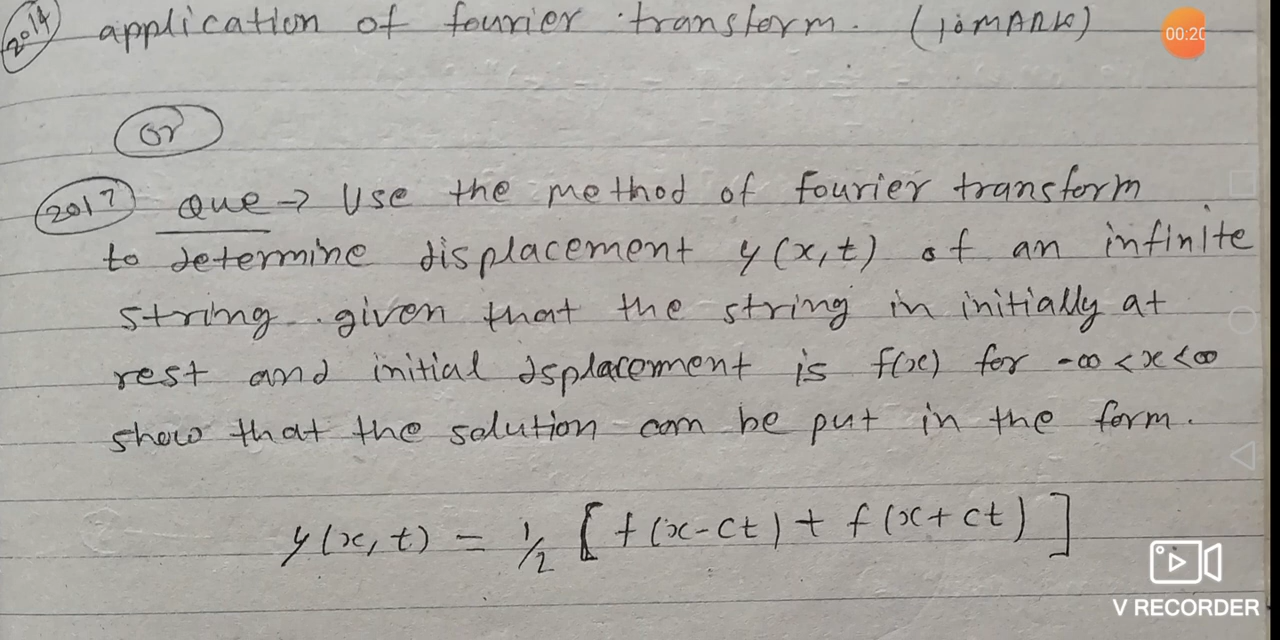 2014 application of fourier transform. (10 MARK)
00:20
or
2017 Que → Use the method of fourier transform
to determine displacement y(x,t) of an infinite
string given that the string in initially at
rest and initial dsplacement is f(x) for -∞ < x < ∞
show that the solution can be put in the form.
y(x,t) = 1/2 [f(x-ct) + f(x+ct)]
V RECORDER